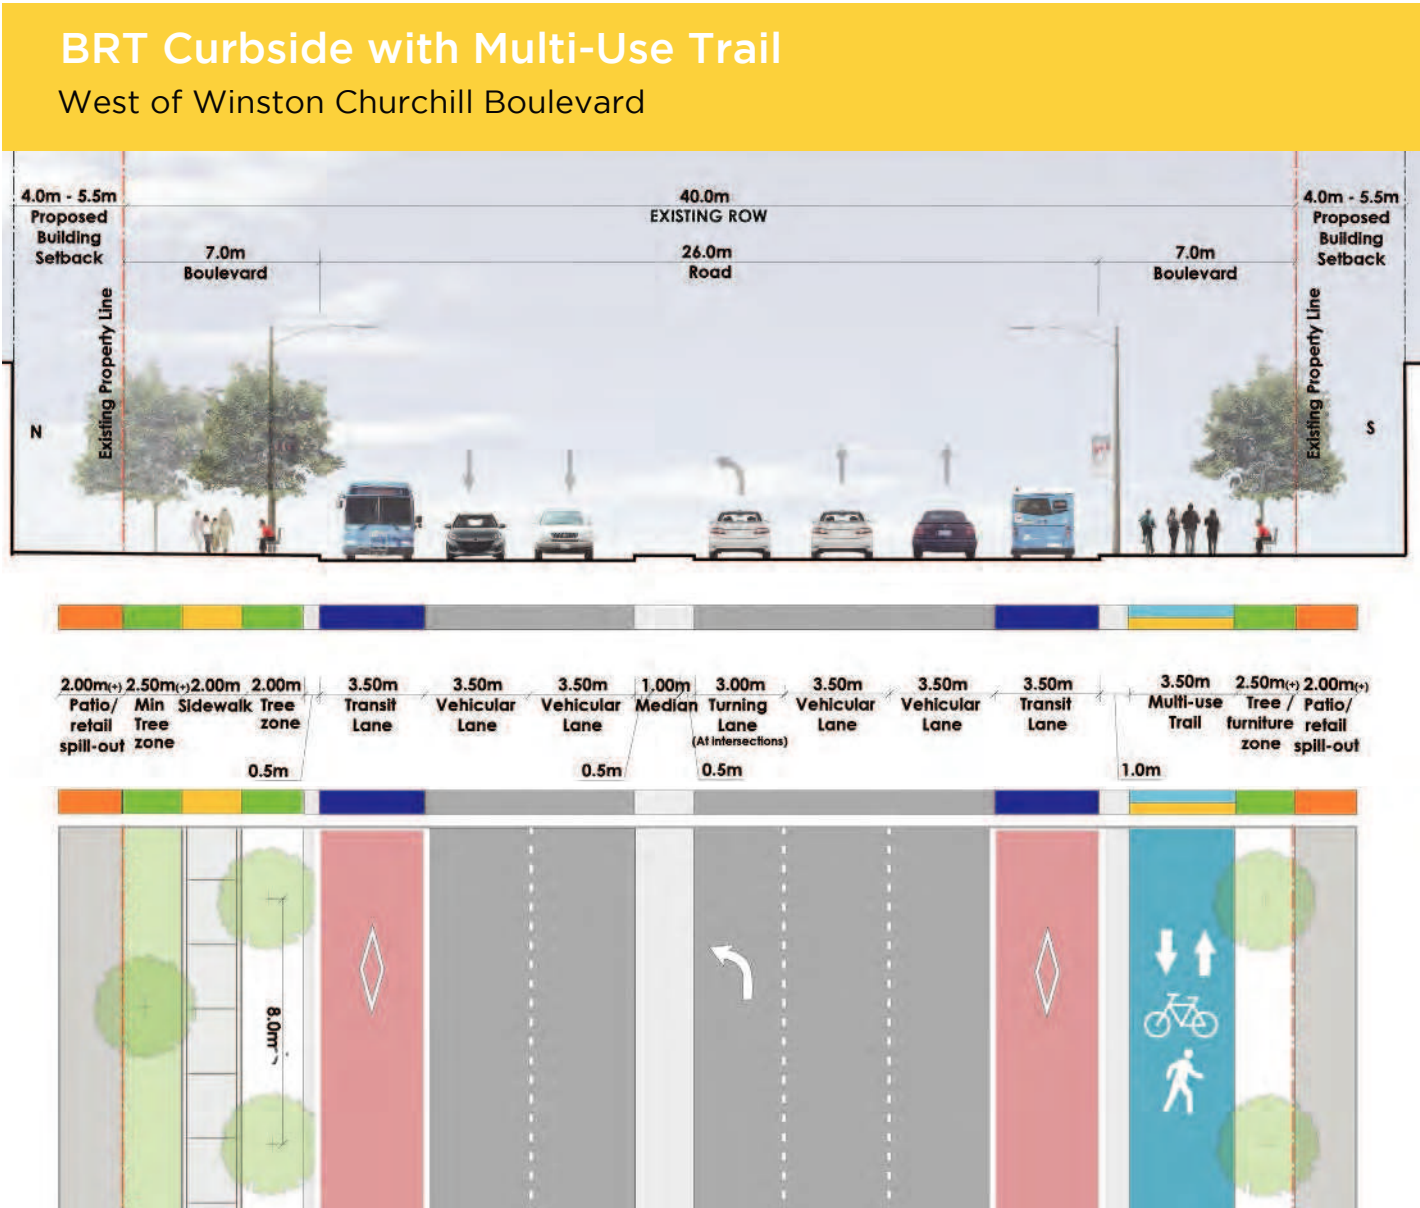 BRT Curbside with Multi-Use Trail
West of Winston Churchill Boulevard
4.0m - 5.5m
Proposed
Building
Setback
40.0m
EXISTING ROW
4.0m - 5.5m
Proposed
Building
Setback
7.0m
Boulevard
26.0m
Road
7.0m
Boulevard
Existing Property Line
Existing Property Line
N
S
2.00m(+)
Patio/
retail
spill-out
2.50m(+)
Min
Tree
zone
2.00m
Sidewalk
2.00m
Tree
zone
3.50m
Transit
Lane
3.50m
Vehicular
Lane
3.50m
Vehicular
Lane
1.00m
Median
3.00m
Turning
Lane
(At intersections)
3.50m
Vehicular
Lane
3.50m
Vehicular
Lane
3.50m
Transit
Lane
3.50m
Multi-use
Trail
2.50m(+)
Tree /
furniture
zone
2.00m(+)
Patio/
retail
spill-out
0.5m
0.5m
0.5m
1.0m
8.0m